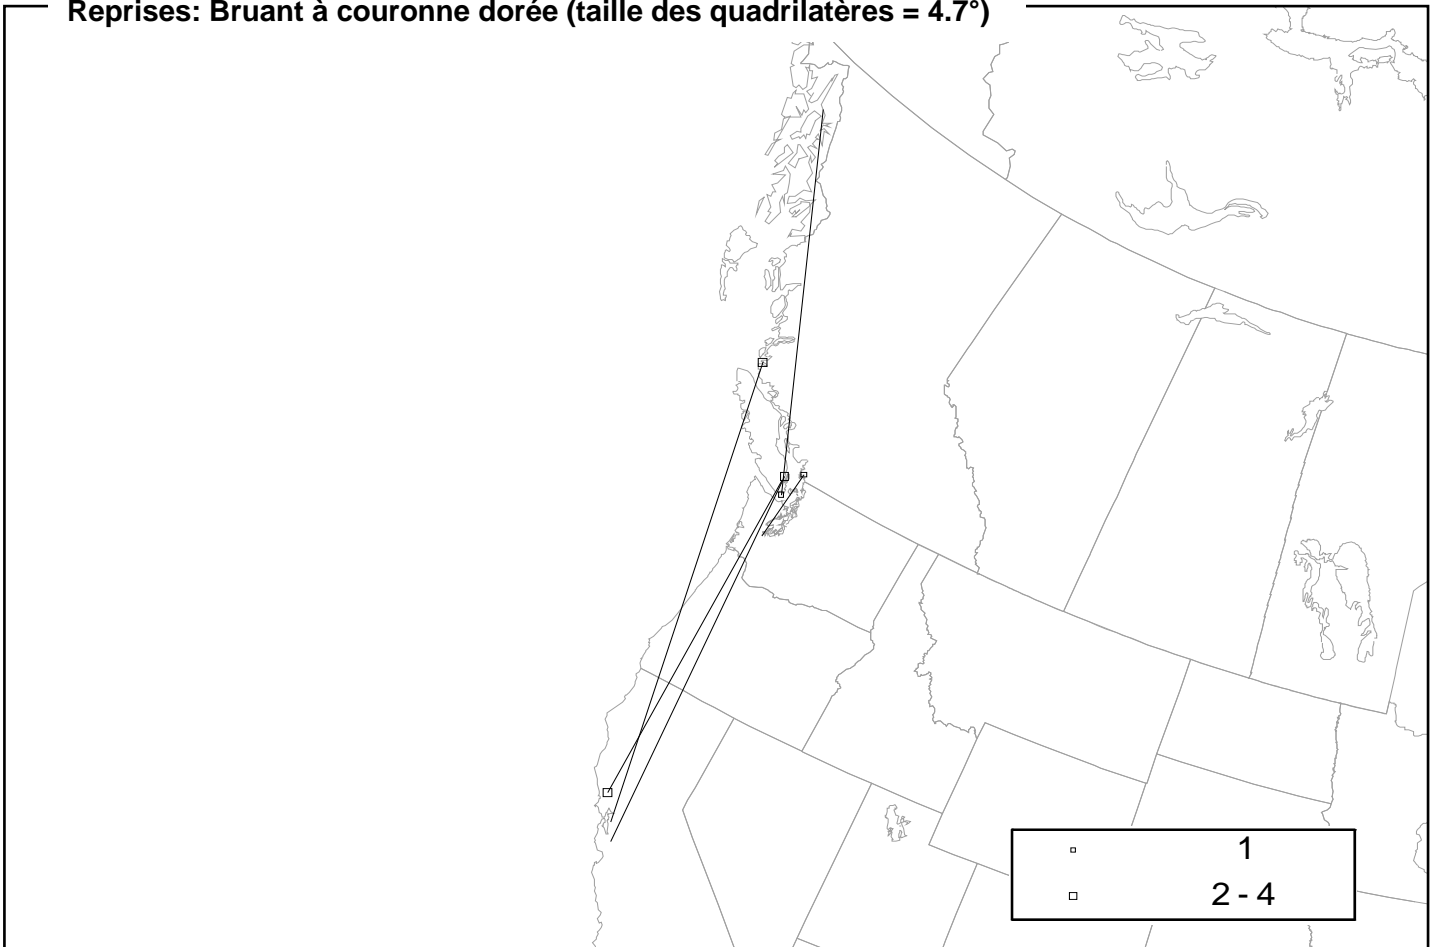 Reprises: Bruant à couronne dorée (taille des quadrilatères = 4.7°)
1
2 - 4